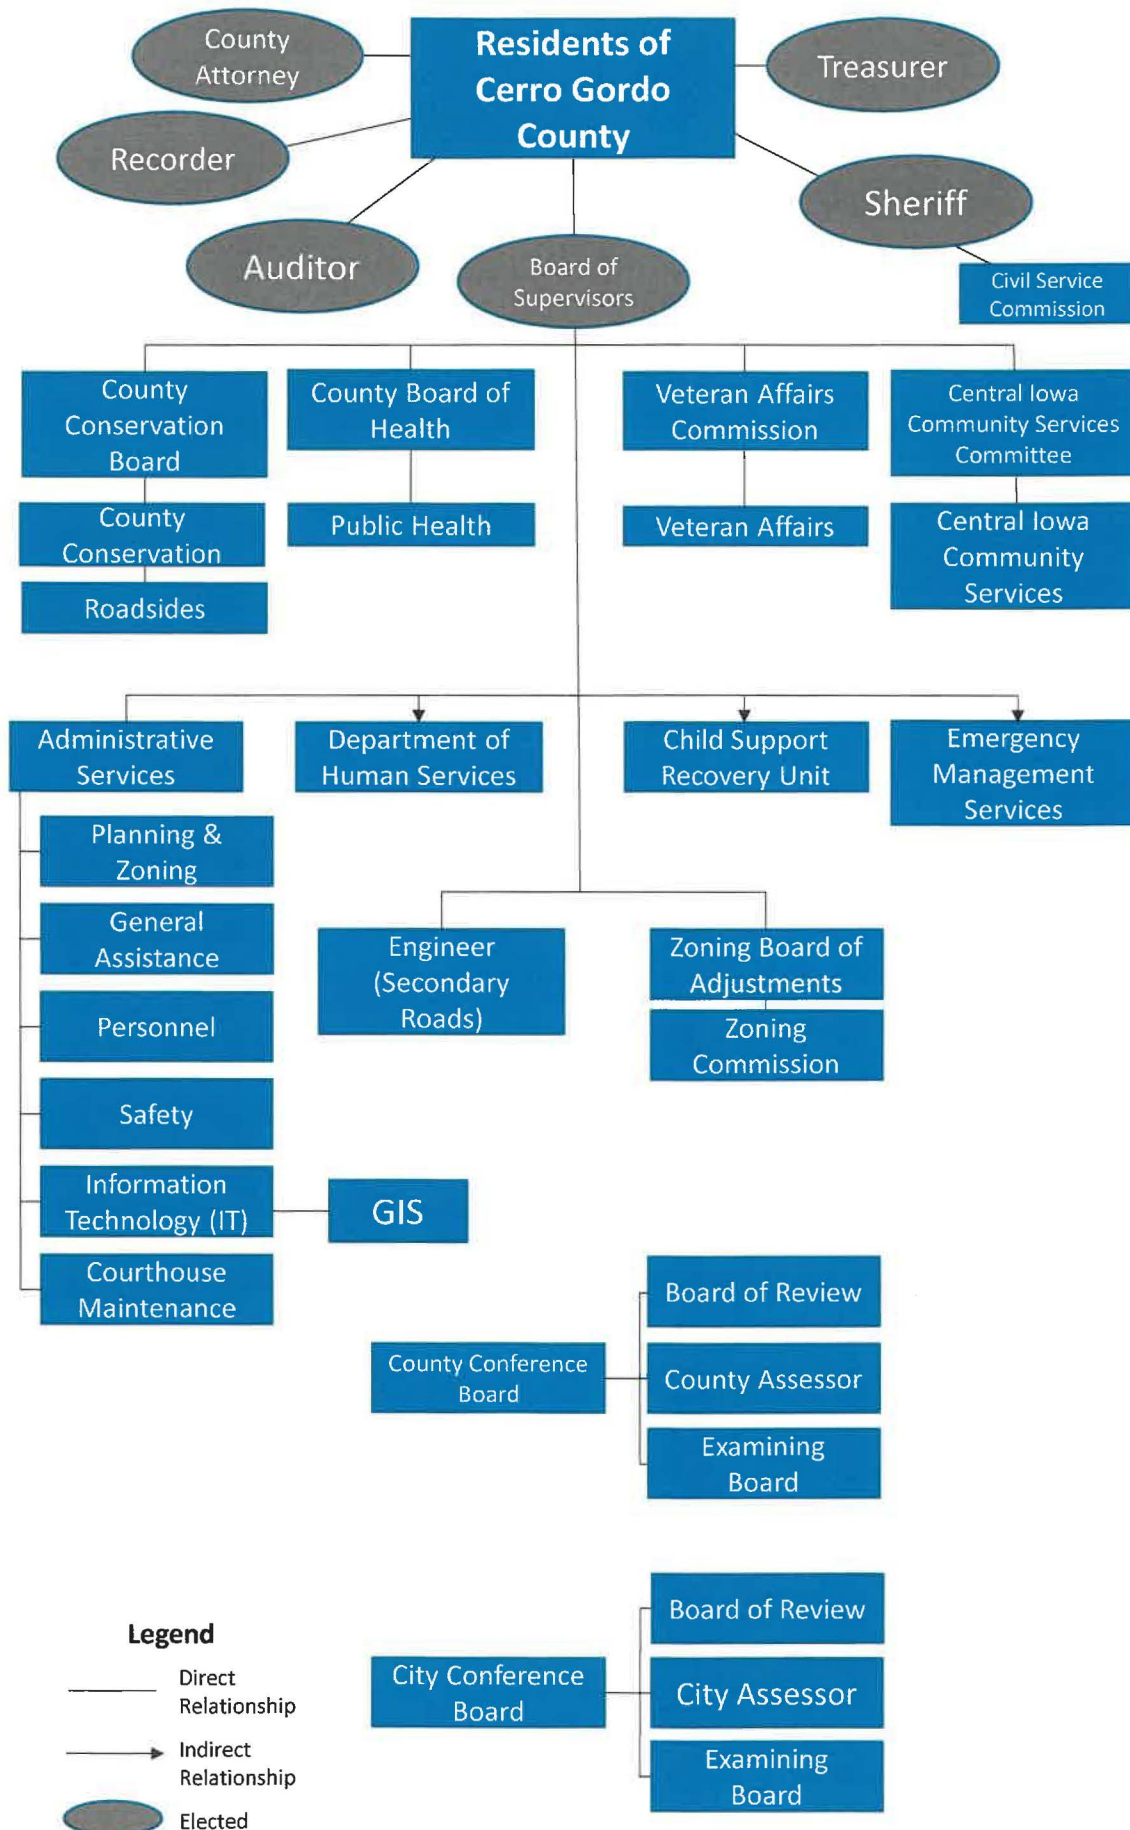 Residents of
Cerro Gordo
County
County
Attorney
Treasurer
Recorder
Sheriff
Auditor
Board of
Supervisors
Civil Service
Commission
County
Conservation
Board
County Board of
Health
Veteran Affairs
Commission
Central Iowa
Community Services
Committee
County
Conservation
Public Health
Veteran Affairs
Central Iowa
Community
Services
Roadsides
Administrative
Services
Department of
Human Services
Child Support
Recovery Unit
Emergency
Management
Services
Planning &
Zoning
General
Assistance
Personnel
Safety
Information
Technology (IT)
GIS
Courthouse
Maintenance
Engineer
(Secondary
Roads)
Zoning Board of
Adjustments
Zoning
Commission
County Conference
Board
Board of Review
County Assessor
Examining
Board
City Conference
Board
Board of Review
City Assessor
Examining
Board
Legend
Direct
Relationship
Indirect
Relationship
Elected